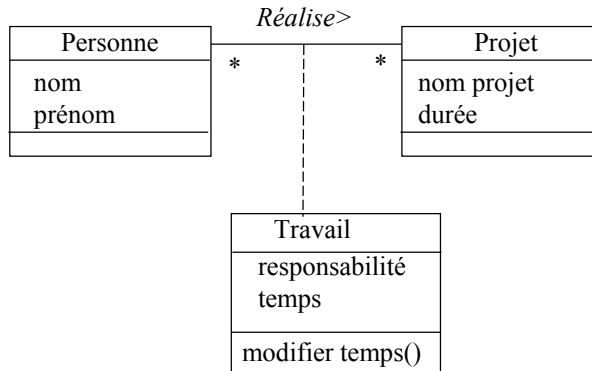 Réalise>
Personne
Projet
*
*
nom
prénom
nom projet
durée
Travail
responsabilité
temps
modifier temps()